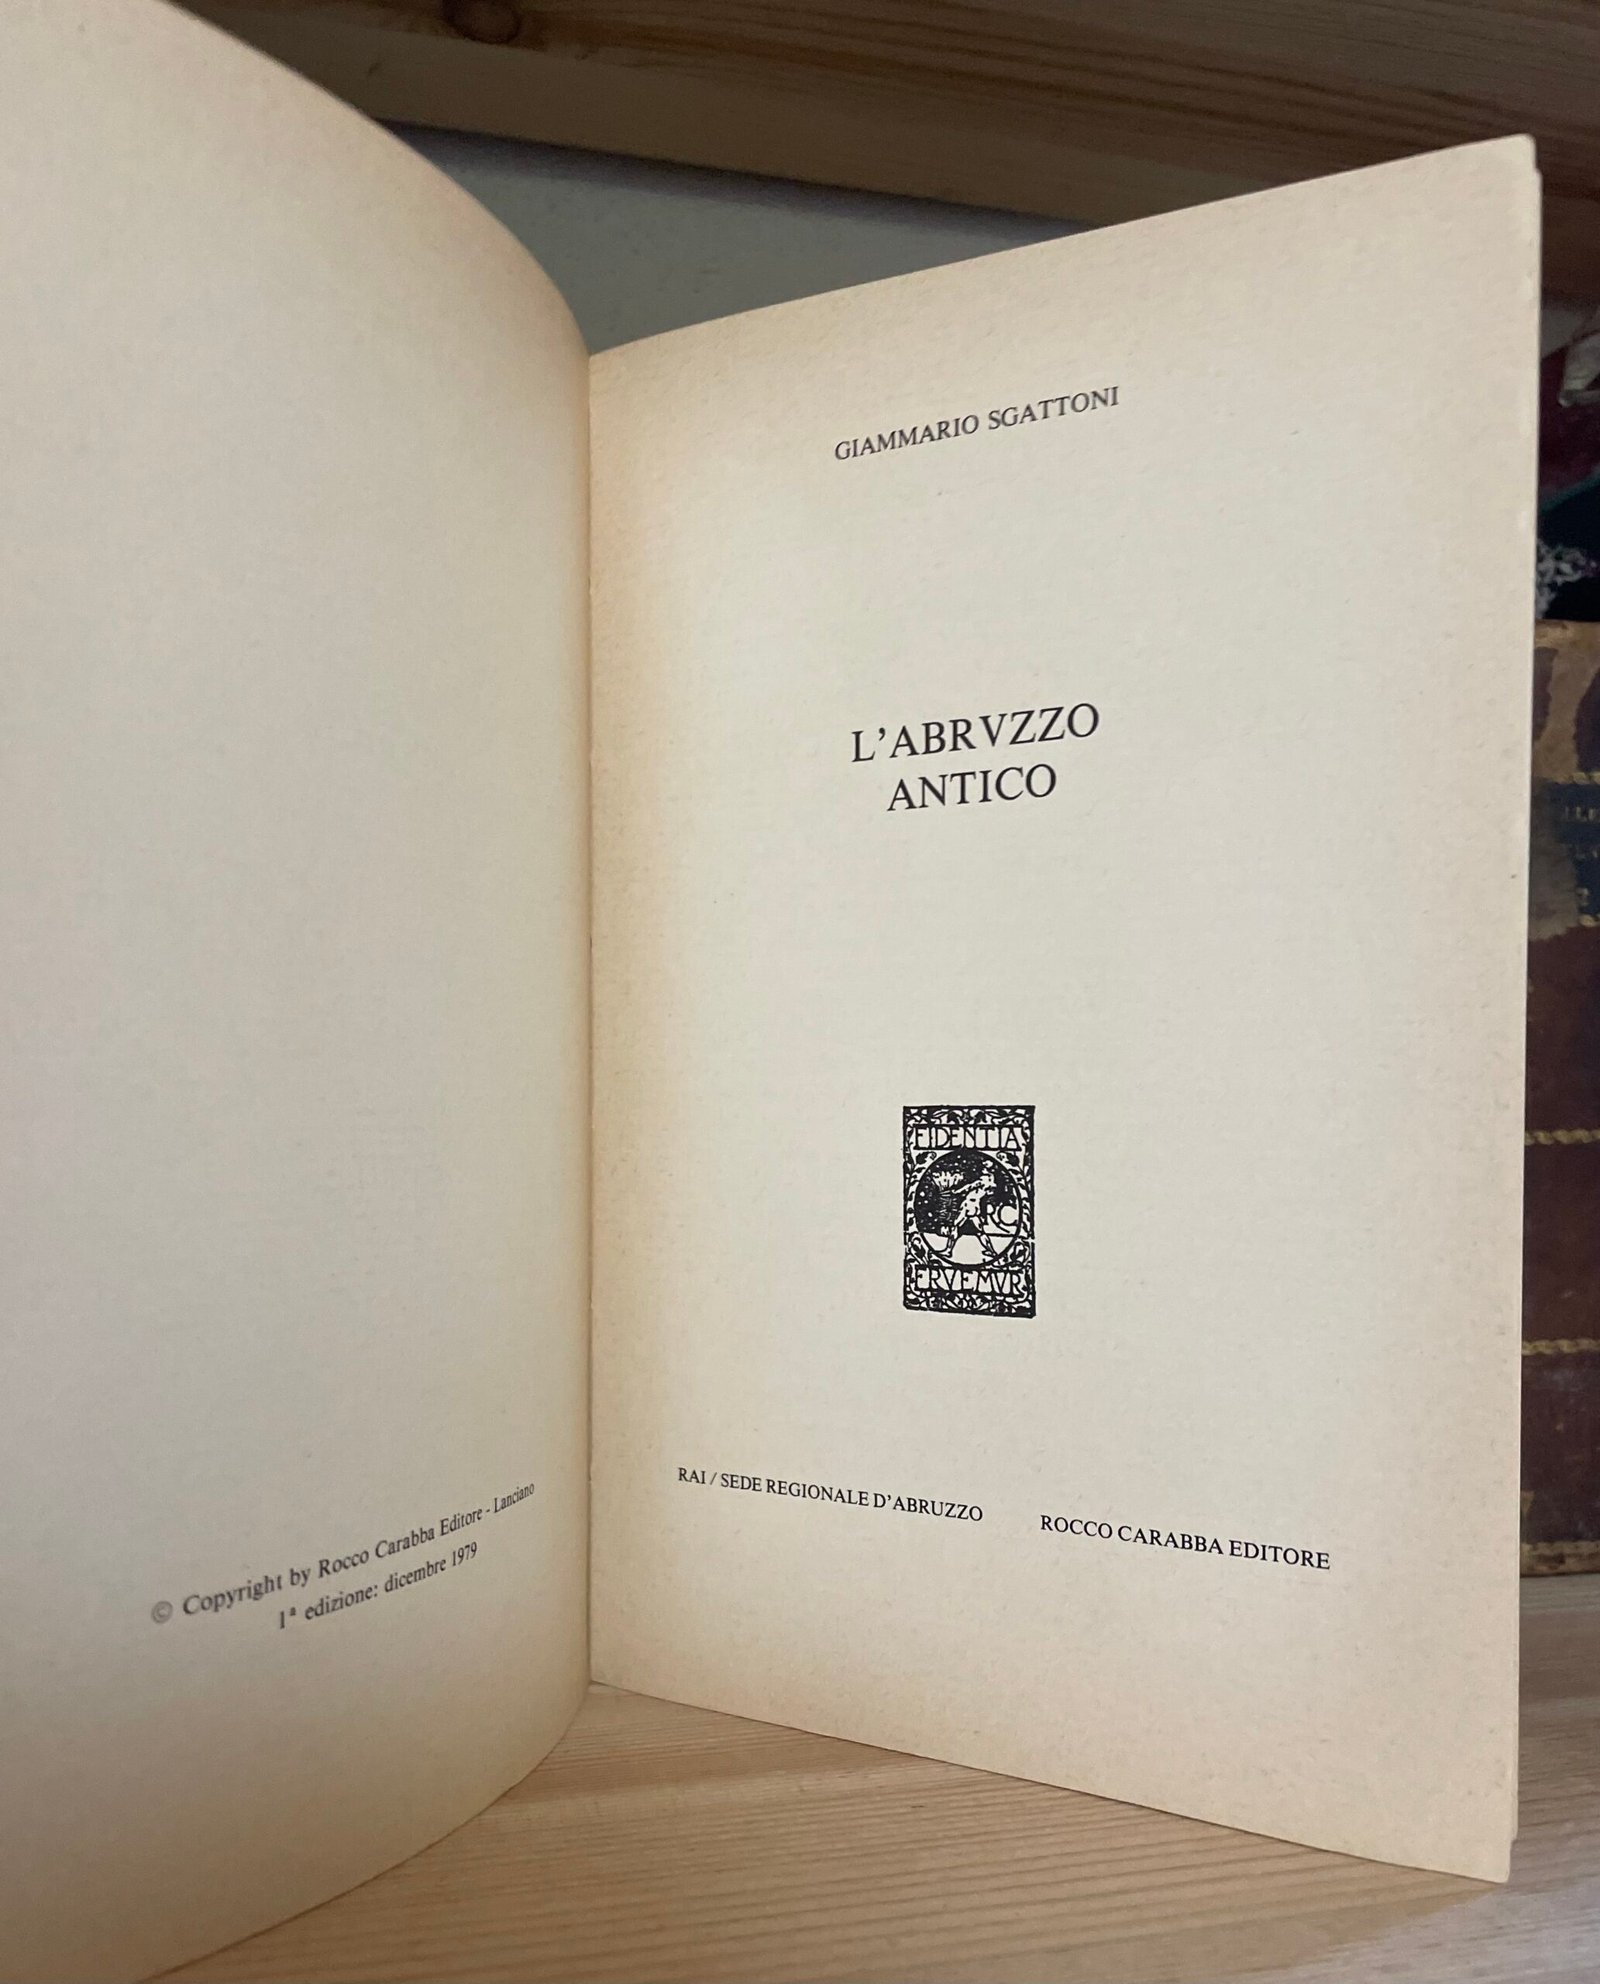 © Copyright by Rocco Carabba Editore - Lanciano
1ª edizione: dicembre 1979
GIAMMARIO SGATTONI
L'ABRVZZO
ANTICO
FIDENTIA
RC
ERVEMVR
RAI / SEDE REGIONALE D'ABRUZZO ROCCO CARABBA EDITORE